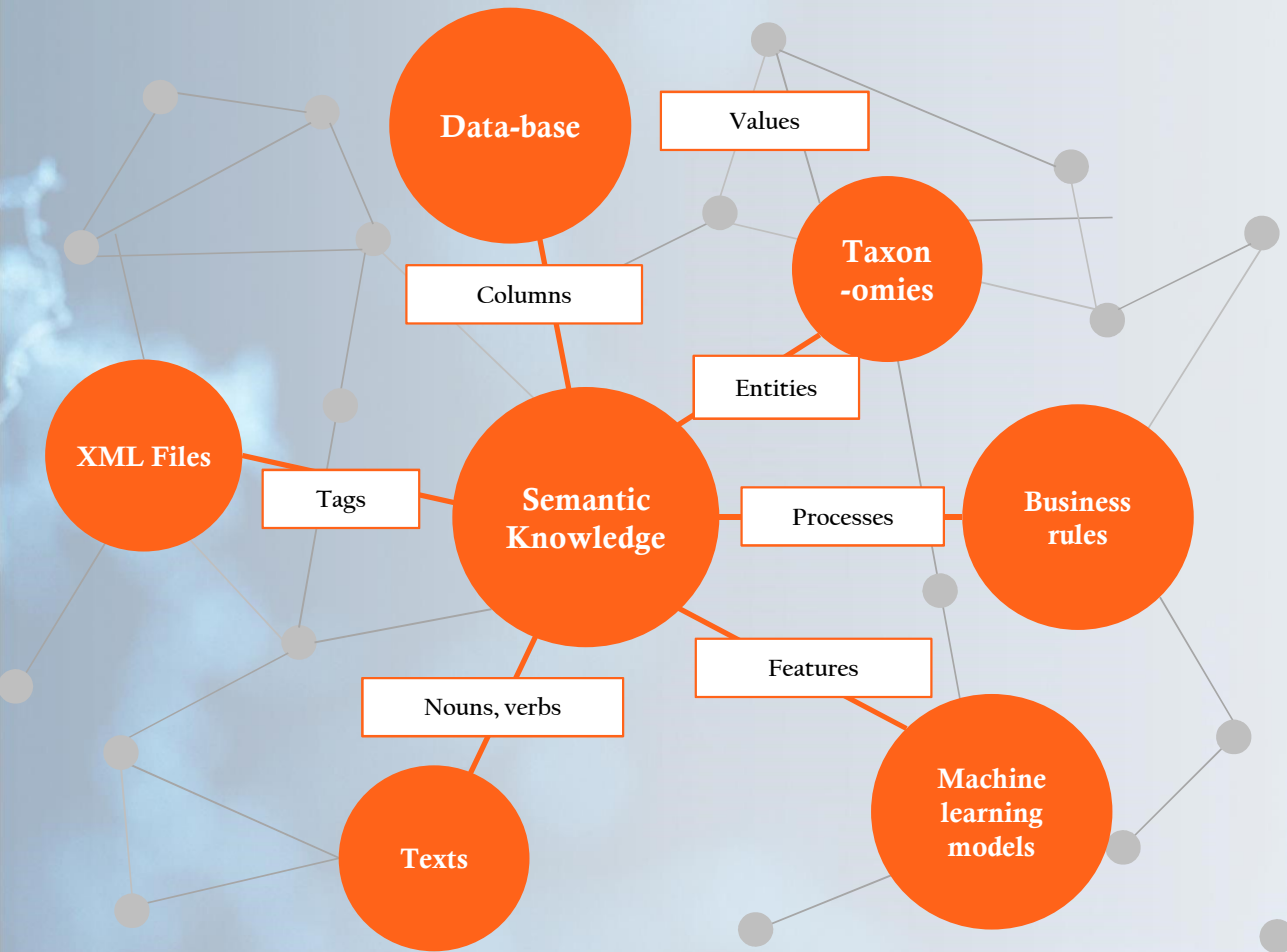 Data-base
Values
Taxon
-omies
Columns
Entities
XML Files
Tags
Semantic
Knowledge
Processes
Business
rules
Features
Nouns, verbs
Machine
learning
models
Texts